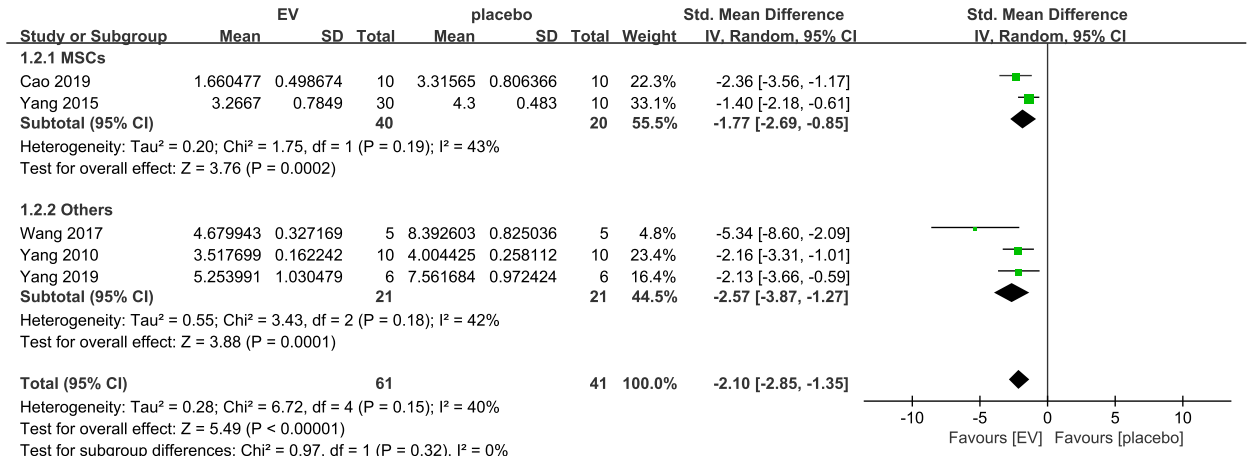 EV placebo Std. Mean Difference Std. Mean Difference
Study or Subgroup Mean SD Total Mean SD Total Weight IV, Random, 95% CI IV, Random, 95% CI
1.2.1 MSCs
Cao 2019 1.660477 0.498674 10 3.31565 0.806366 10 22.3% -2.36 [-3.56, -1.17]
Yang 2015 3.2667 0.7849 30 4.3 0.483 10 33.1% -1.40 [-2.18, -0.61]
Subtotal (95% CI) 40 20 55.5% -1.77 [-2.69, -0.85]
Heterogeneity: Tau² = 0.20; Chi² = 1.75, df = 1 (P = 0.19); I² = 43%
Test for overall effect: Z = 3.76 (P = 0.0002)
1.2.2 Others
Wang 2017 4.679943 0.327169 5 8.392603 0.825036 5 4.8% -5.34 [-8.60, -2.09]
Yang 2010 3.517699 0.162242 10 4.004425 0.258112 10 23.4% -2.16 [-3.31, -1.01]
Yang 2019 5.253991 1.030479 6 7.561684 0.972424 6 16.4% -2.13 [-3.66, -0.59]
Subtotal (95% CI) 21 21 44.5% -2.57 [-3.87, -1.27]
Heterogeneity: Tau² = 0.55; Chi² = 3.43, df = 2 (P = 0.18); I² = 42%
Test for overall effect: Z = 3.88 (P = 0.0001)
Total (95% CI) 61 41 100.0% -2.10 [-2.85, -1.35]
Heterogeneity: Tau² = 0.28; Chi² = 6.72, df = 4 (P = 0.15); I² = 40%
Test for overall effect: Z = 5.49 (P < 0.00001)
Test for subgroup differences: Chi² = 0.97, df = 1 (P = 0.32), I² = 0%
-10 -5 0 5 10
Favours [EV] Favours [placebo]